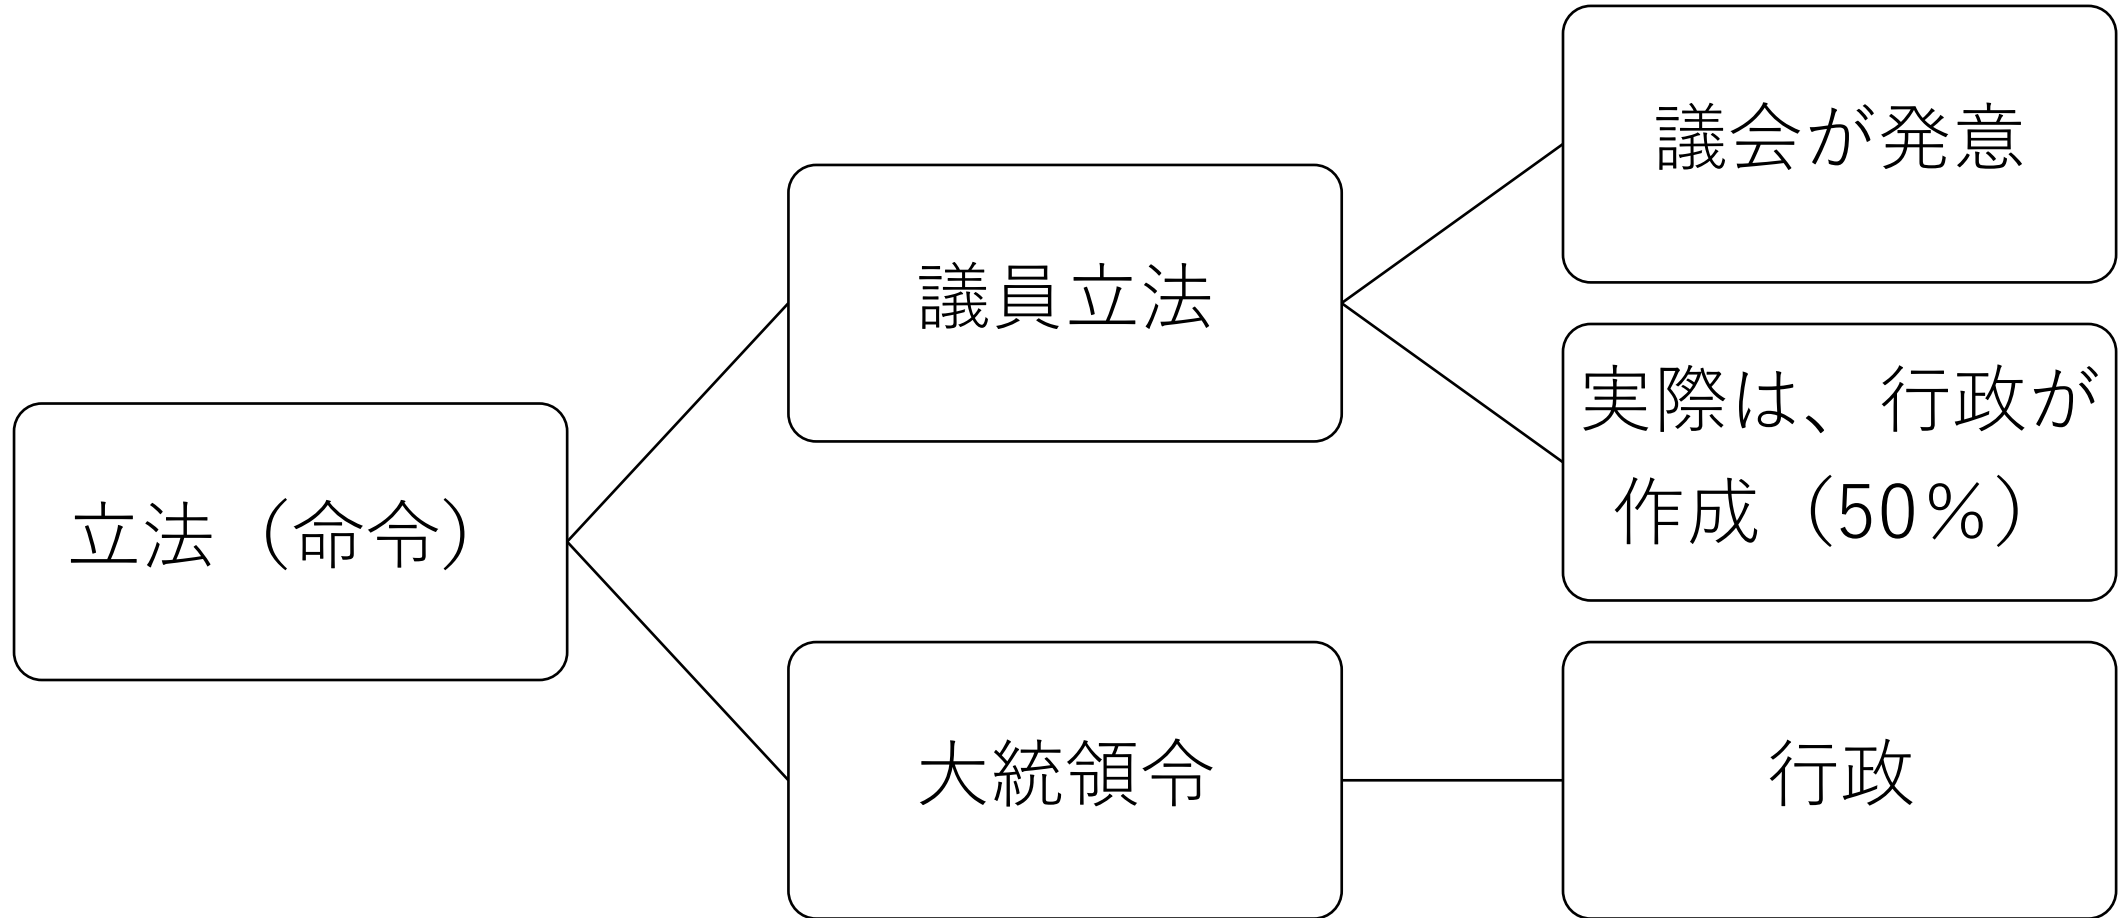 立法（命令）
議員立法
議会が発意
実際は、行政が
作成（50％）
大統領令
行政